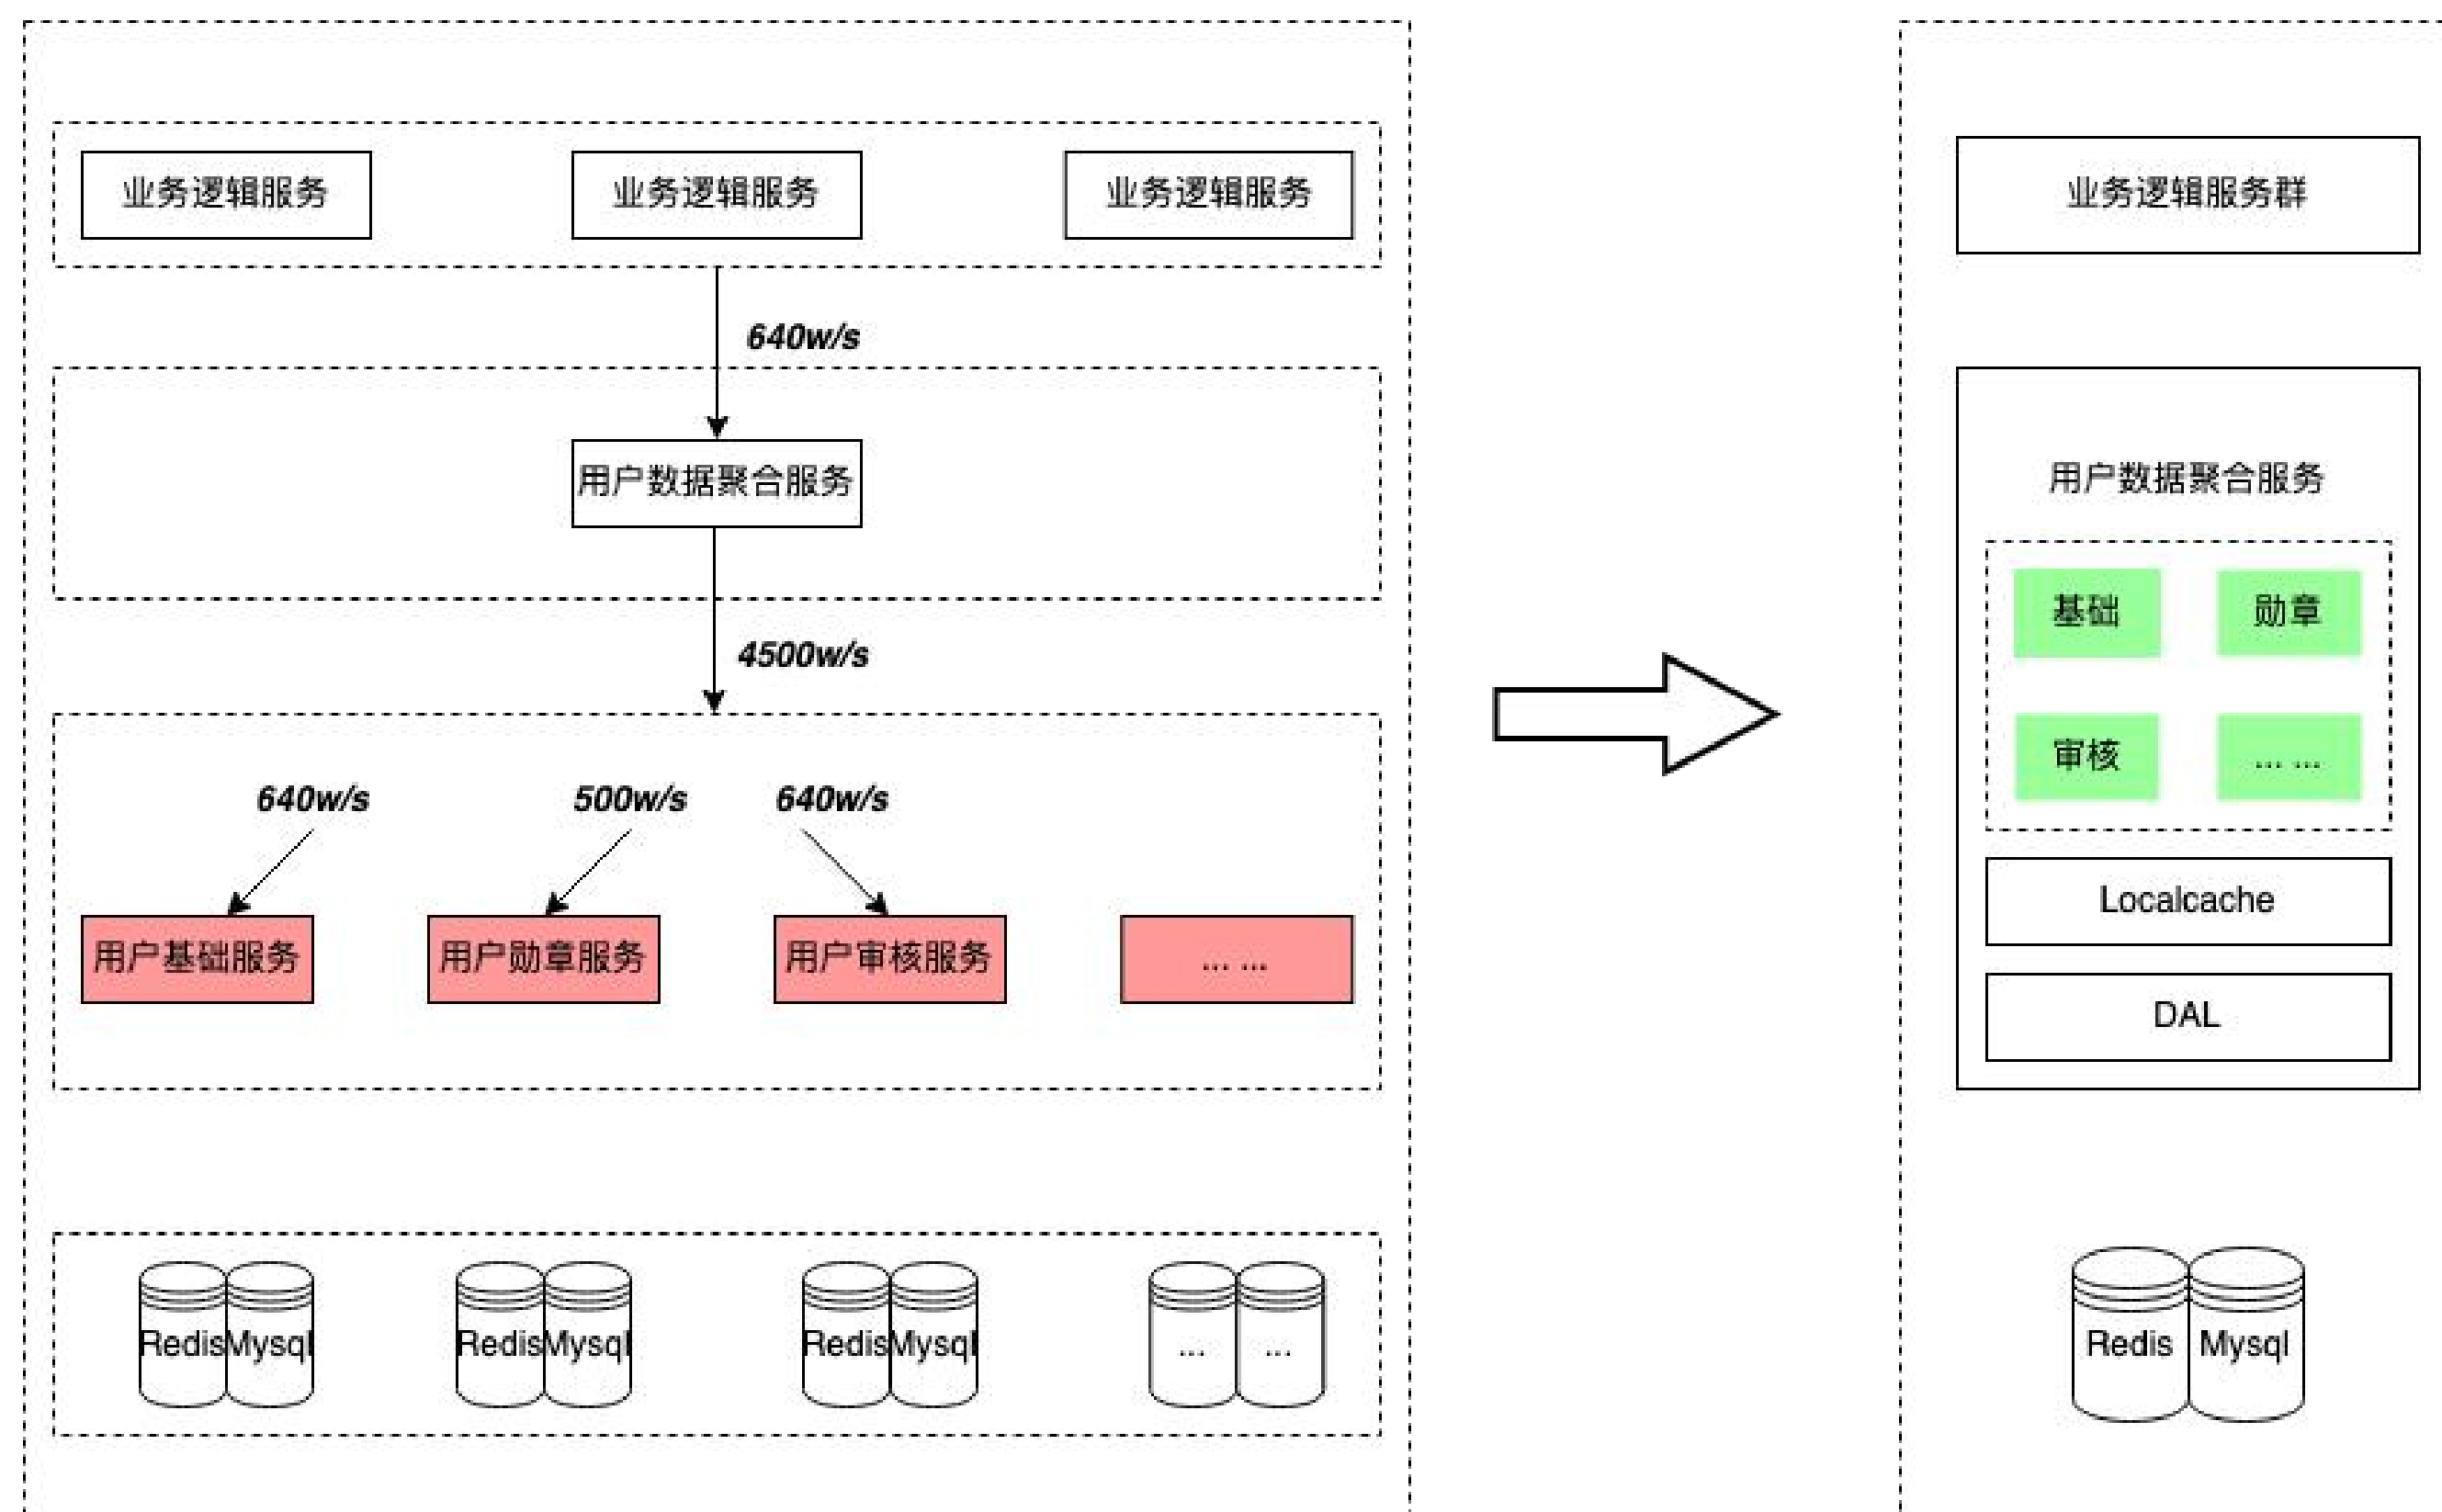 业务逻辑服务
业务逻辑服务
业务逻辑服务
640w/s
用户数据聚合服务
4500w/s
640w/s
500w/s
640w/s
用户基础服务
用户勋章服务
用户审核服务
... ...
Redis
Mysql
Redis
Mysql
Redis
Mysql
...
...
业务逻辑服务群
用户数据聚合服务
基础
勋章
审核
... ...
Localcache
DAL
Redis
Mysql